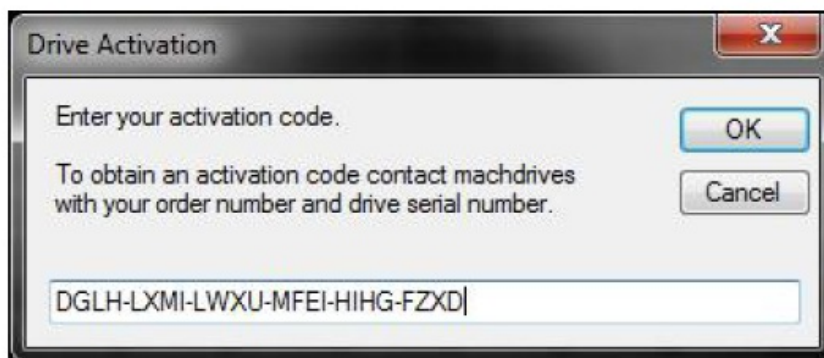 Drive Activation
Enter your activation code.
OK
To obtain an activation code contact machdrives
with your order number and drive serial number.
Cancel
DGLH-LXMI-LWXU-MFEI-HIHG-FZXD